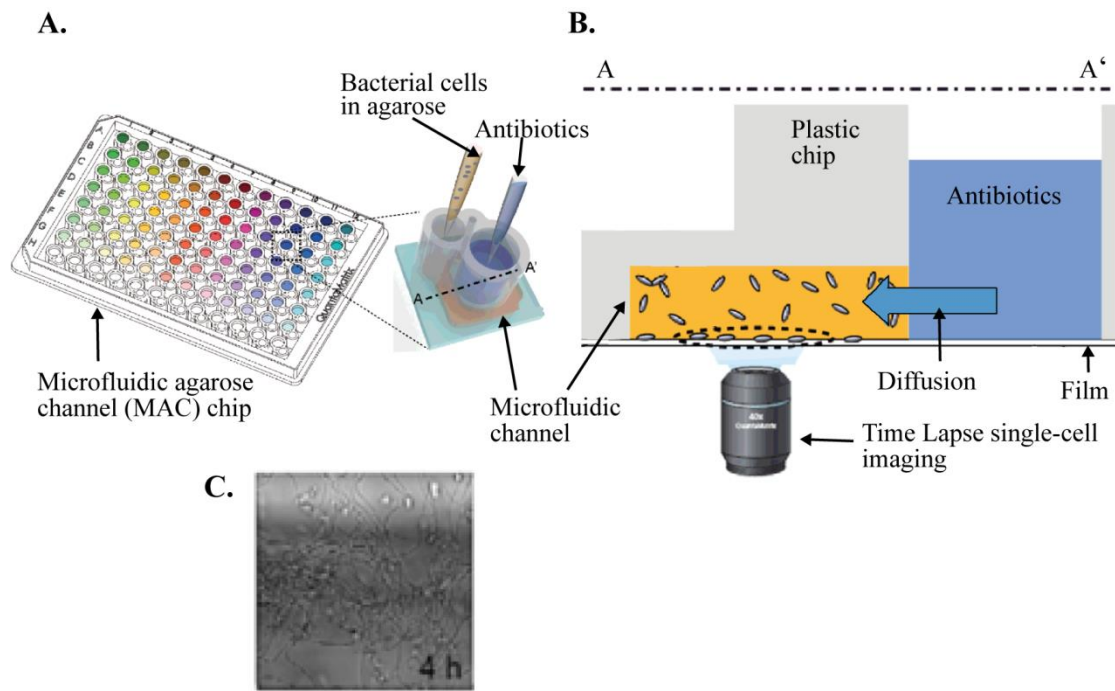 A.
B.
Bacterial cells
in agarose
Antibiotics
A
A'
A
A‘
Plastic
chip
Antibiotics
A
B
C
D
E
F
G
H
Microfluidic agarose
channel (MAC) chip
Microfluidic
channel
Diffusion
Film
Time Lapse single-cell
imaging
40x
C.
4 h